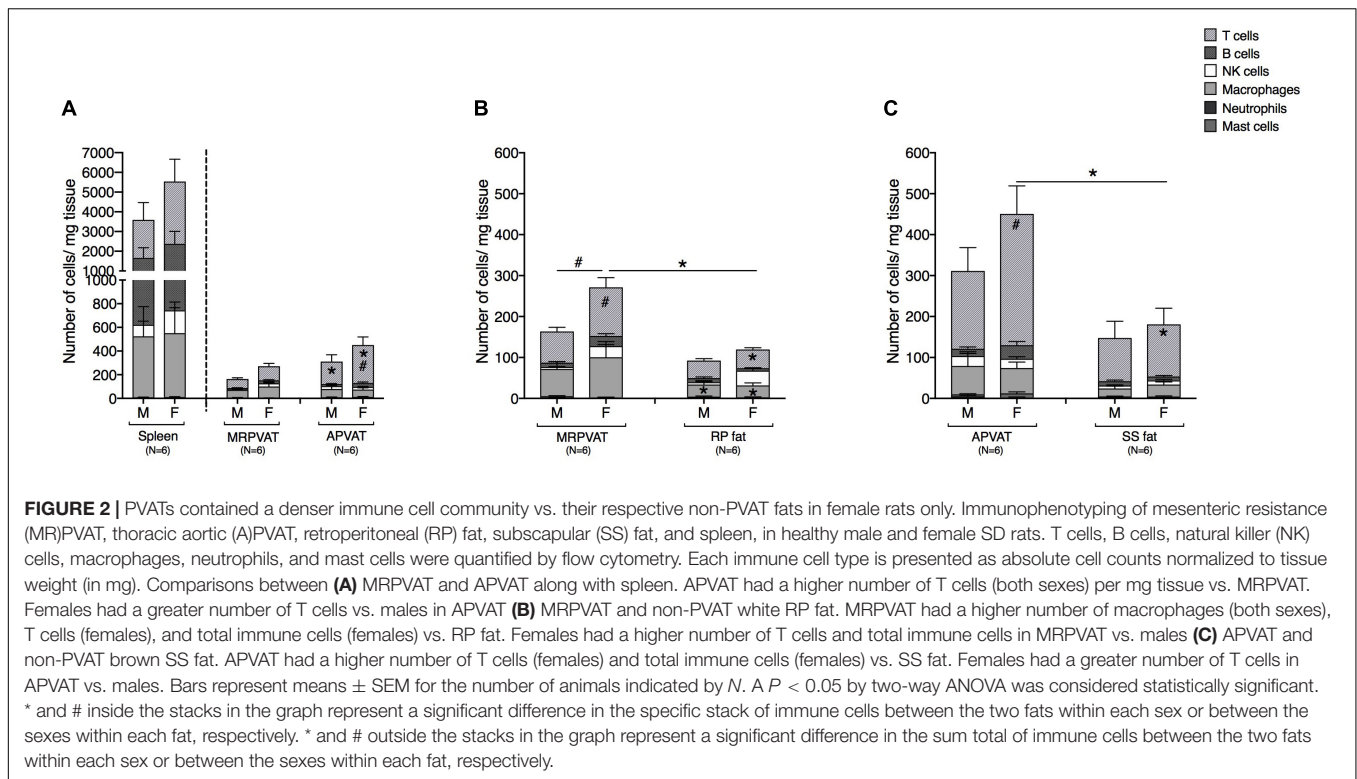 T cells
B cells
NK cells
Macrophages
Neutrophils
Mast cells
A
Number of cells/ mg tissue
7000
6000
5000
4000
3000
2000
1000
1000
800
600
400
200
0
*
*
#
M F M F M F
Spleen MRPVAT APVAT
(N=6) (N=6) (N=6)
B
Number of cells/ mg tissue
600
500
400
300
200
100
0
# *
#
*
* *
M F M F
MRPVAT RP fat
(N=6) (N=6)
C
Number of cells/ mg tissue
600
500
400
300
200
100
0
*
#
*
M F M F
APVAT SS fat
(N=6) (N=6)
FIGURE 2 | PVATs contained a denser immune cell community vs. their respective non-PVAT fats in female rats only. Immunophenotyping of mesenteric resistance
(MR)PVAT, thoracic aortic (A)PVAT, retroperitoneal (RP) fat, subscapular (SS) fat, and spleen, in healthy male and female SD rats. T cells, B cells, natural killer (NK)
cells, macrophages, neutrophils, and mast cells were quantified by flow cytometry. Each immune cell type is presented as absolute cell counts normalized to tissue
weight (in mg). Comparisons between (A) MRPVAT and APVAT along with spleen. APVAT had a higher number of T cells (both sexes) per mg tissue vs. MRPVAT.
Females had a greater number of T cells vs. males in APVAT (B) MRPVAT and non-PVAT white RP fat. MRPVAT had a higher number of macrophages (both sexes),
T cells (females), and total immune cells (females) vs. RP fat. Females had a higher number of T cells and total immune cells in MRPVAT vs. males (C) APVAT and
non-PVAT brown SS fat. APVAT had a higher number of T cells (females) and total immune cells (females) vs. SS fat. Females had a greater number of T cells in
APVAT vs. males. Bars represent means ± SEM for the number of animals indicated by N. A P < 0.05 by two-way ANOVA was considered statistically significant.
* and # inside the stacks in the graph represent a significant difference in the specific stack of immune cells between the two fats within each sex or between the
sexes within each fat, respectively. * and # outside the stacks in the graph represent a significant difference in the sum total of immune cells between the two fats
within each sex or between the sexes within each fat, respectively.